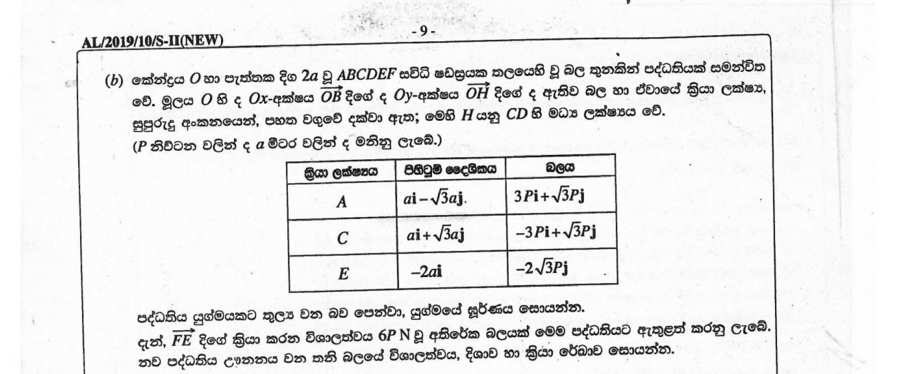 AL/2019/10/S-II(NEW)
- 9 -
(b) කේන්ද්‍රය O හා පැත්තක දිග 2a වූ ABCDEF සවිධි ෂඩස්‍රයක තලයෙහි වූ බල තුනකින් පද්ධතියක් සමන්විත
වේ. මූලය O හි ද Ox-අක්ෂය OB⃗ දිගේ ද Oy-අක්ෂය OH⃗ දිගේ ද ඇතිව බල හා ඒවායේ ක්‍රියා ලක්ෂ්‍ය,
සුපුරුදු අංකනයෙන්, පහත වගුවේ දක්වා ඇත; මෙහි H යනු CD හි මධ්‍ය ලක්ෂ්‍යය වේ.
(P නිව්ටන වලින් ද a මීටර වලින් ද මනිනු ලැබේ.)
ක්‍රියා ලක්ෂ්‍යය පිහිටුම් දෛශිකය බලය
A ai − √3aj. 3Pi + √3Pj
C ai + √3aj −3Pi + √3Pj
E −2ai −2√3Pj
පද්ධතිය යුග්මයකට තුල්‍ය වන බව පෙන්වා, යුග්මයේ ඝූර්ණය සොයන්න.
දැන්, FE⃗ දිගේ ක්‍රියා කරන විශාලත්වය 6P N වූ අතිරේක බලයක් මෙම පද්ධතියට ඇතුළත් කරනු ලැබේ.
නව පද්ධතිය ඌනනය වන තනි බලයේ විශාලත්වය, දිශාව හා ක්‍රියා රේඛාව සොයන්න.